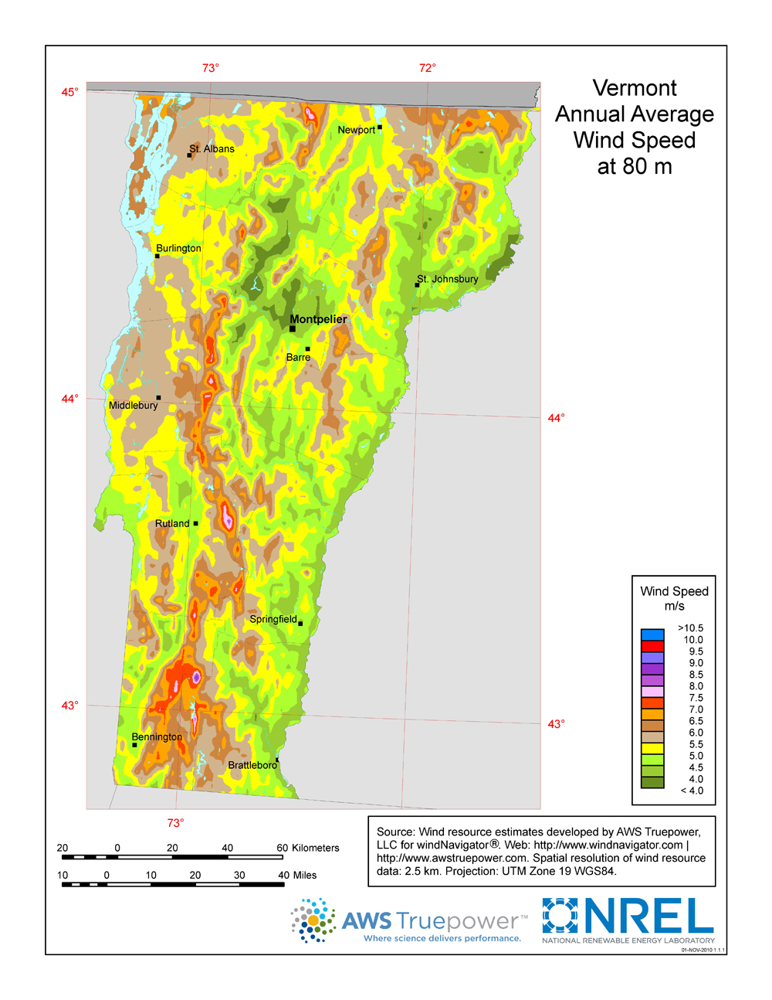 Vermont
Annual Average
Wind Speed
at 80 m
73°
72°
45°
Newport
St. Albans
Burlington
St. Johnsbury
Montpelier
Barre
44°
Middlebury
44°
Rutland
Springfield
43°
43°
Bennington
Brattleboro
73°
Wind Speed
m/s
>10.5
10.0
9.5
9.0
8.5
8.0
7.5
7.0
6.5
6.0
5.5
5.0
4.5
4.0
< 4.0
20 0 20 40 60 Kilometers
10 0 10 20 30 40 Miles
Source: Wind resource estimates developed by AWS Truepower,
LLC for windNavigator®. Web: http://www.windnavigator.com |
http://www.awstruepower.com. Spatial resolution of wind resource
data: 2.5 km. Projection: UTM Zone 19 WGS84.
AWS Truepower™
Where science delivers performance.
NREL
NATIONAL RENEWABLE ENERGY LABORATORY
01-NOV-2010 1.1.1